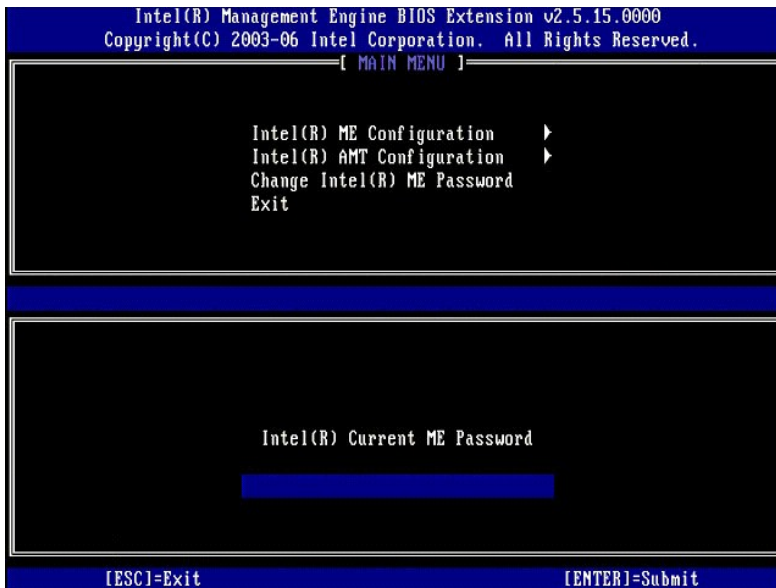 Intel(R) Management Engine BIOS Extension v2.5.15.0000
Copyright(C) 2003-06 Intel Corporation. All Rights Reserved.
[ MAIN MENU ]
Intel(R) ME Configuration
Intel(R) AMT Configuration
Change Intel(R) ME Password
Exit
Intel(R) Current ME Password
[ESC]=Exit [ENTER]=Submit